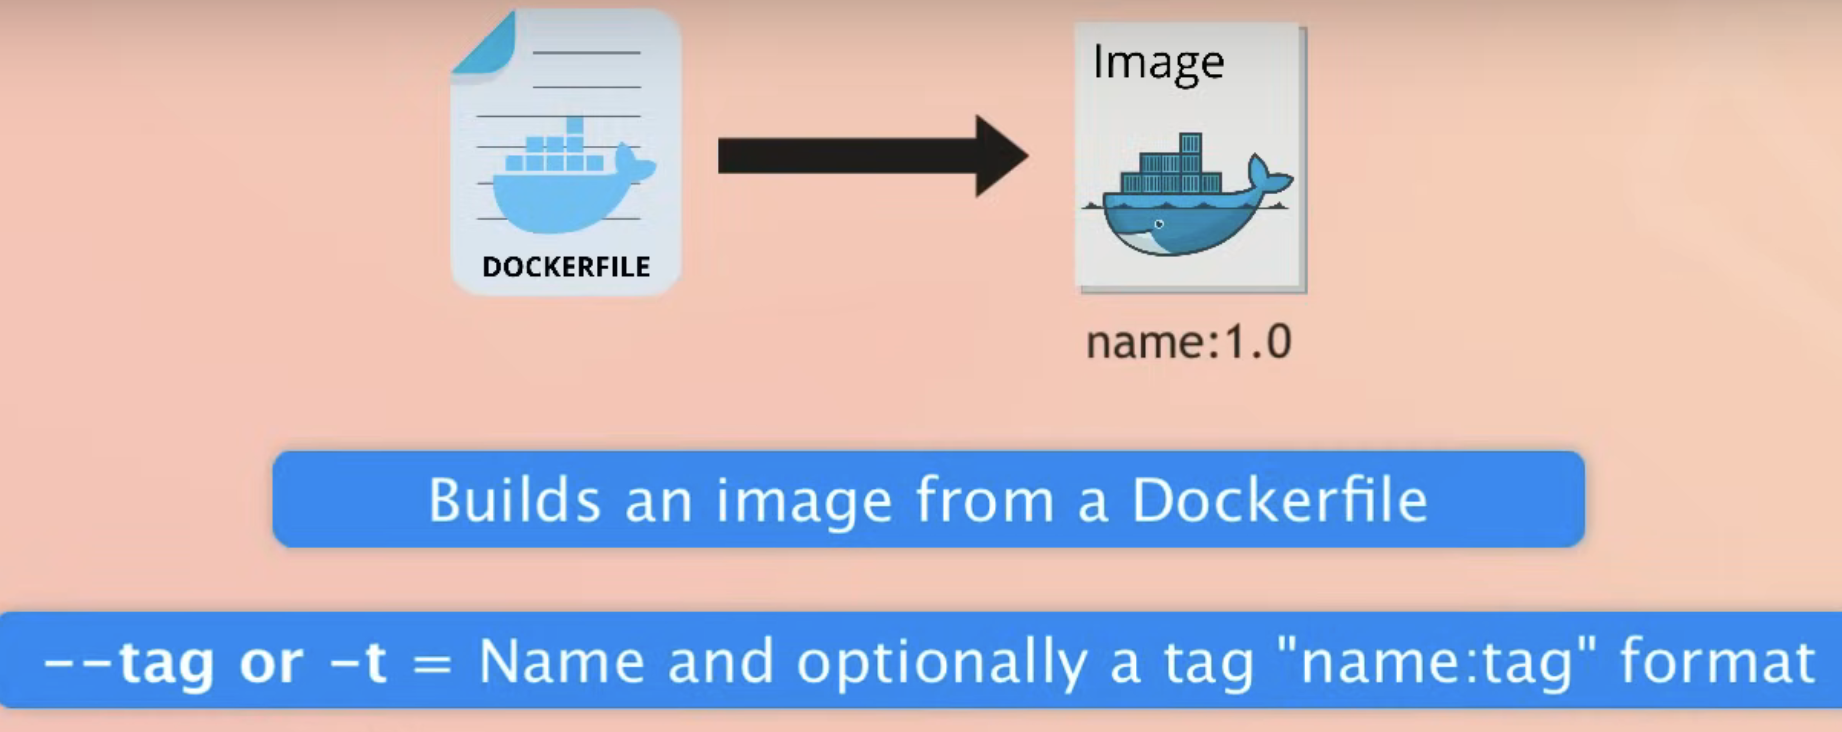 Image
DOCKERFILE
name:1.0
Builds an image from a Dockerfile
--tag or -t = Name and optionally a tag "name:tag" format